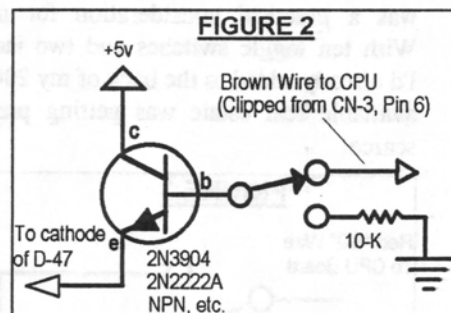 FIGURE 2
+5v
Brown Wire to CPU
(Clipped from CN-3, Pin 6)
c
b
e
To cathode
of D-47
2N3904
2N2222A
NPN, etc.
10-K